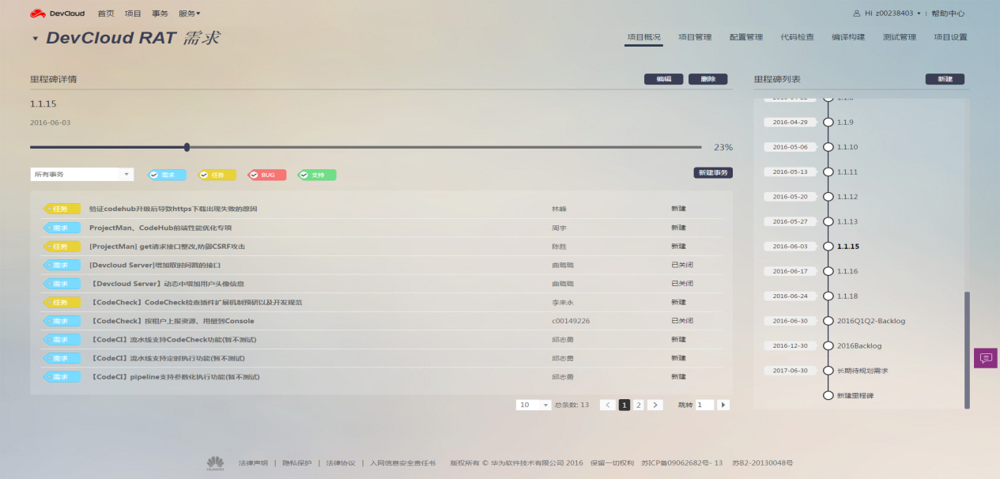 DevCloud 首页 项目 事务 服务
Hi z00238403 帮助中心
DevCloud RAT 需求
项目概况 项目管理 配置管理 代码检查 编译构建 测试管理 项目设置
里程碑详情 编辑 删除
1.1.15
2016-06-03
23%
所有事务 需求 任务 BUG 支持 新建事务
任务 验证codehub升级后导致https下载出现失败的原因 林峰 新建
需求 ProjectMan、CodeHub前端性能优化专项 周宇 新建
任务 [ProjectMan] get请求接口整改,防御CSRF攻击 陈胜 新建
需求 [Devcloud Server]增加取时间戳的接口 曲璐璐 已关闭
需求 【Devcloud Server】动态中增加用户头像信息 曲璐璐 已关闭
任务 【CodeCheck】CodeCheck检查插件扩展机制预研以及开发规范 李来永 新建
需求 【CodeCheck】按租户上报资源、用量到Console c00149226 已关闭
需求 【CodeCI】流水线支持CodeCheck功能(暂不测试) 邱志勇 新建
需求 【CodeCI】流水线支持定时执行功能(暂不测试) 邱志勇 新建
需求 【CodeCI】pipeline支持参数化执行功能(暂不测试) 邱志勇 新建
10 总条数: 13 < 1 2 > 跳转 1
里程碑列表 新建
2016-04-29 1.1.9
2016-05-06 1.1.10
2016-05-13 1.1.11
2016-05-20 1.1.12
2016-05-27 1.1.13
2016-06-03 1.1.15
2016-06-17 1.1.16
2016-06-24 1.1.18
2016-06-30 2016Q1Q2-Backlog
2016-12-30 2016Backlog
2017-06-30 长期待规划需求
新建里程碑
HUAWEI 法律声明 | 隐私保护 | 法律协议 | 入网信息安全责任书 版权所有 © 华为软件技术有限公司 2016 保留一切权利 苏ICP备09062682号- 13 苏B2-20130048号